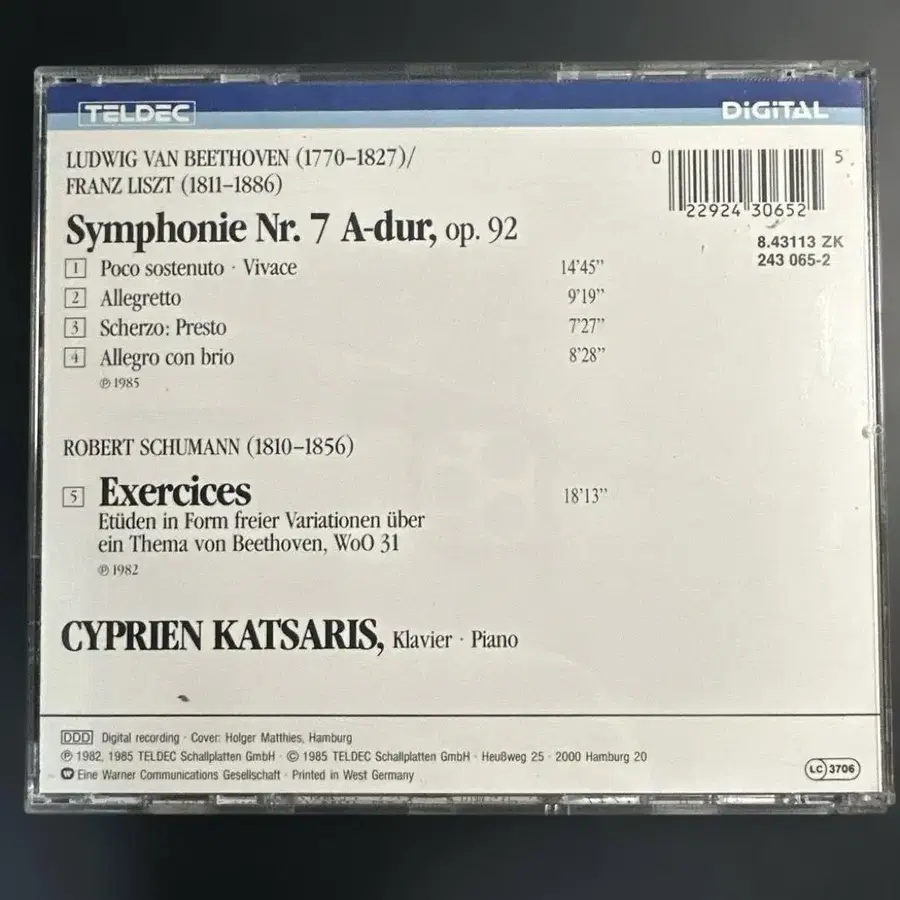 TELDEC
DIGITAL
LUDWIG VAN BEETHOVEN (1770–1827)/
FRANZ LISZT (1811–1886)
Symphonie Nr. 7 A-dur, op. 92
1 Poco sostenuto · Vivace 14'45”
2 Allegretto 9'19”
3 Scherzo: Presto 7'27”
4 Allegro con brio 8'28”
℗ 1985
0 22924 30652 5
8.43113 ZK
243 065-2
ROBERT SCHUMANN (1810–1856)
5 Exercices 18'13”
Etüden in Form freier Variationen über
ein Thema von Beethoven, WoO 31
℗ 1982
CYPRIEN KATSARIS, Klavier · Piano
DDD Digital recording · Cover: Holger Matthies, Hamburg
℗ 1982, 1985 TELDEC Schallplatten GmbH · © 1985 TELDEC Schallplatten GmbH · Heußweg 25 · 2000 Hamburg 20
Eine Warner Communications Gesellschaft · Printed in West Germany
LC 3706